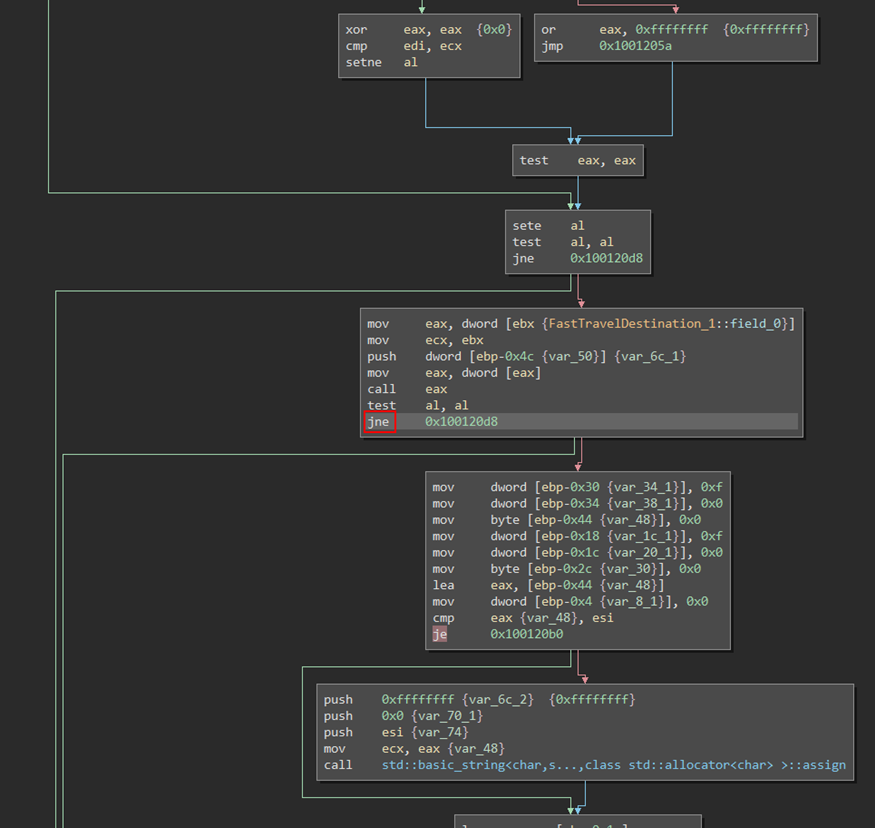 xor eax, eax {0x0}
cmp edi, ecx
setne al
or eax, 0xffffffff {0xffffffff}
jmp 0x1001205a
test eax, eax
sete al
test al, al
jne 0x100120d8
mov eax, dword [ebx {FastTravelDestination_1::field_0}]
mov ecx, ebx
push dword [ebp-0x4c {var_50}] {var_6c_1}
mov eax, dword [eax]
call eax
test al, al
jne 0x100120d8
mov dword [ebp-0x30 {var_34_1}], 0xf
mov dword [ebp-0x34 {var_38_1}], 0x0
mov byte [ebp-0x44 {var_48}], 0x0
mov dword [ebp-0x18 {var_1c_1}], 0xf
mov dword [ebp-0x1c {var_20_1}], 0x0
mov byte [ebp-0x2c {var_30}], 0x0
lea eax, [ebp-0x44 {var_48}]
mov dword [ebp-0x4 {var_8_1}], 0x0
cmp eax {var_48}, esi
je 0x100120b0
push 0xffffffff {var_6c_2} {0xffffffff}
push 0x0 {var_70_1}
push esi {var_74}
mov ecx, eax {var_48}
call std::basic_string<char,s...,class std::allocator<char> >::assign